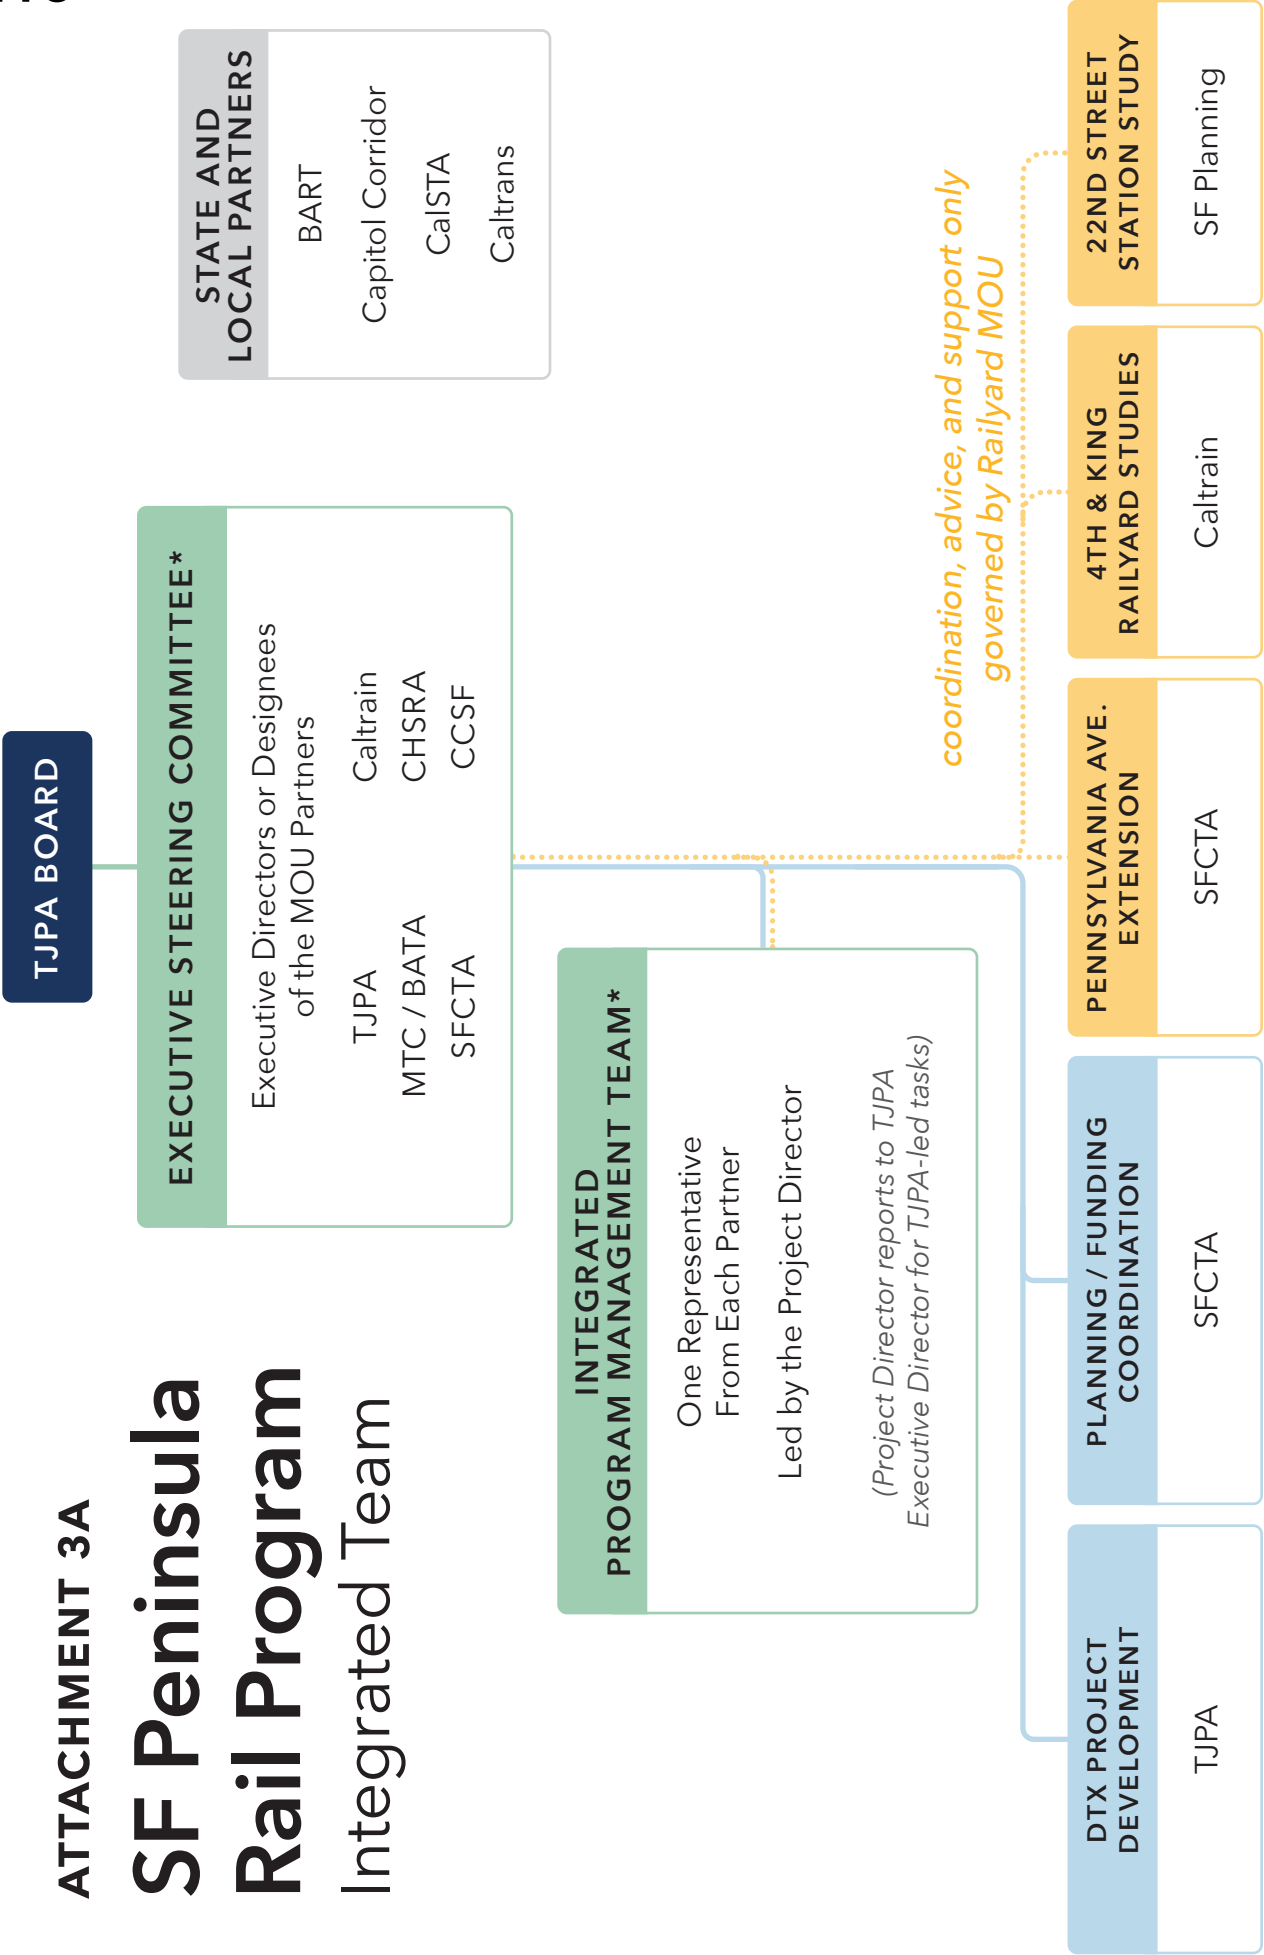 ATTACHMENT 3A
SF Peninsula
Rail Program
Integrated Team
TJPA BOARD
EXECUTIVE STEERING COMMITTEE*
Executive Directors or Designees
of the MOU Partners
TJPA
MTC / BATA
SFCTA
Caltrain
CHSRA
CCSF
STATE AND
LOCAL PARTNERS
BART
Capitol Corridor
CalSTA
Caltrans
INTEGRATED
PROGRAM MANAGEMENT TEAM*
One Representative
From Each Partner
Led by the Project Director
(Project Director reports to TJPA
Executive Director for TJPA-led tasks)
coordination, advice, and support only
governed by Railyard MOU
DTX PROJECT
DEVELOPMENT
TJPA
PLANNING / FUNDING
COORDINATION
SFCTA
PENNSYLVANIA AVE.
EXTENSION
SFCTA
4TH & KING
RAILYARD STUDIES
Caltrain
22ND STREET
STATION STUDY
SF Planning